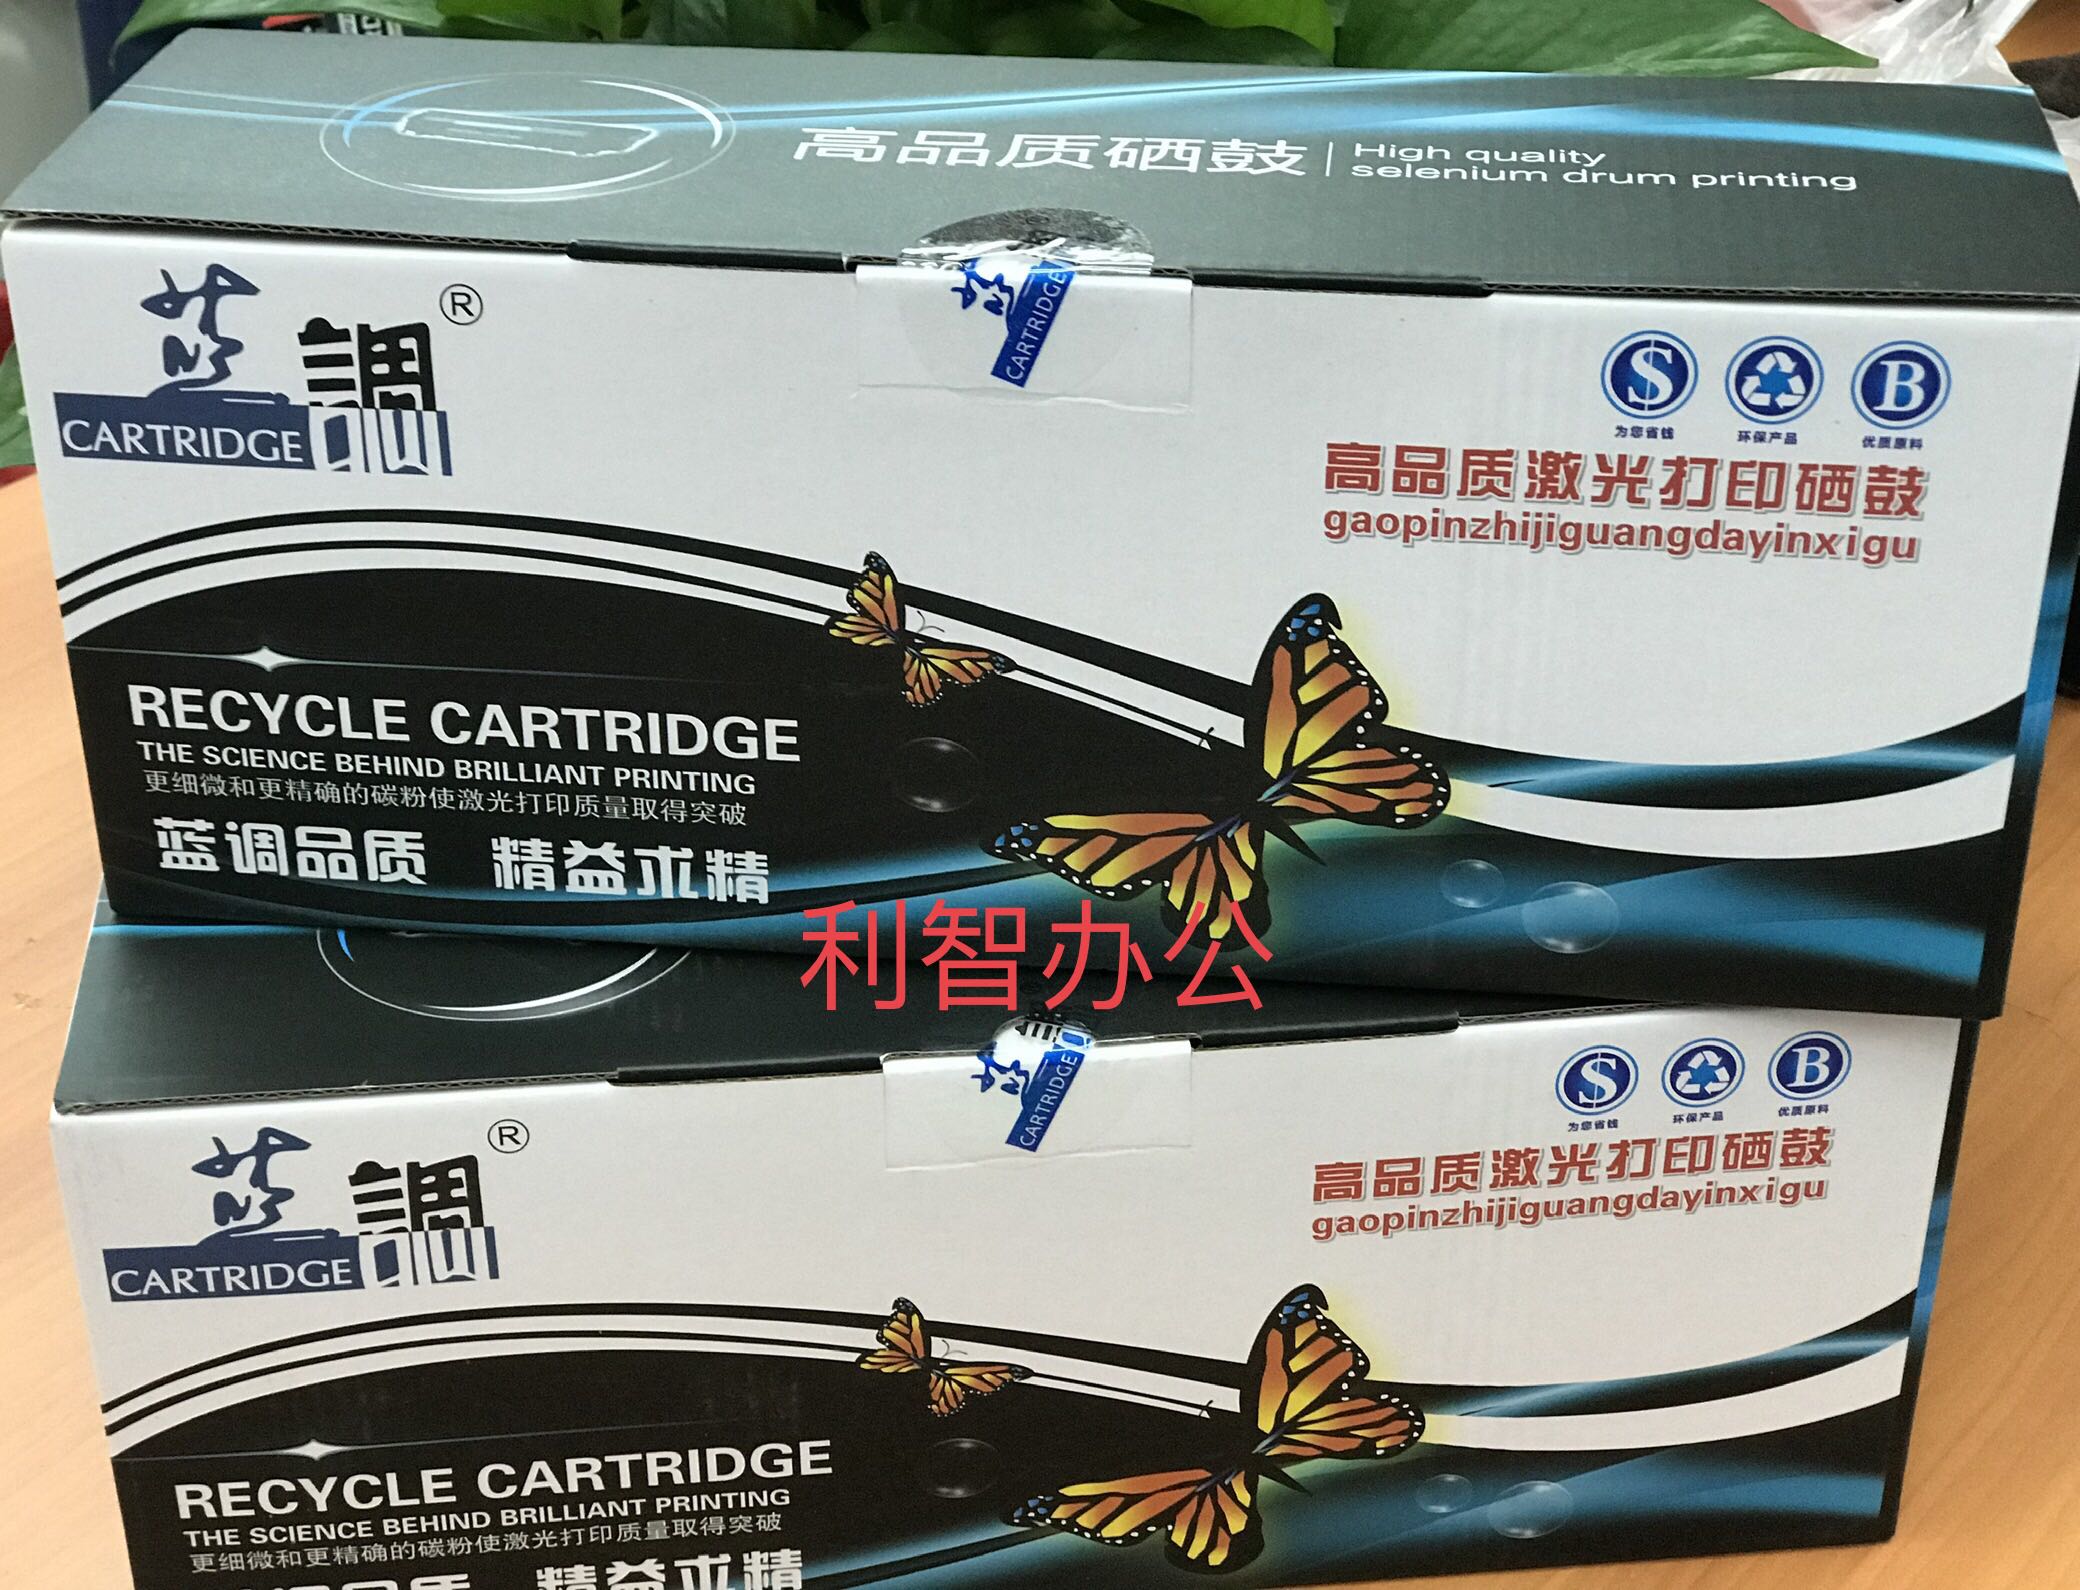 高品质硒鼓
High quality
selenium drum printing
蓝調®
CARTRIDGE
CARTRIDGE
为您省钱
环保产品
优质原料
高品质激光打印硒鼓
gaopinzhijiguangdayinxigu
RECYCLE CARTRIDGE
THE SCIENCE BEHIND BRILLIANT PRINTING
更细微和更精确的碳粉使激光打印质量取得突破
蓝调品质 精益求精
利智办公
蓝調®
CARTRIDGE
CARTRIDGE
为您省钱
环保产品
优质原料
高品质激光打印硒鼓
gaopinzhijiguangdayinxigu
RECYCLE CARTRIDGE
THE SCIENCE BEHIND BRILLIANT PRINTING
更细微和更精确的碳粉使激光打印质量取得突破
精益求精